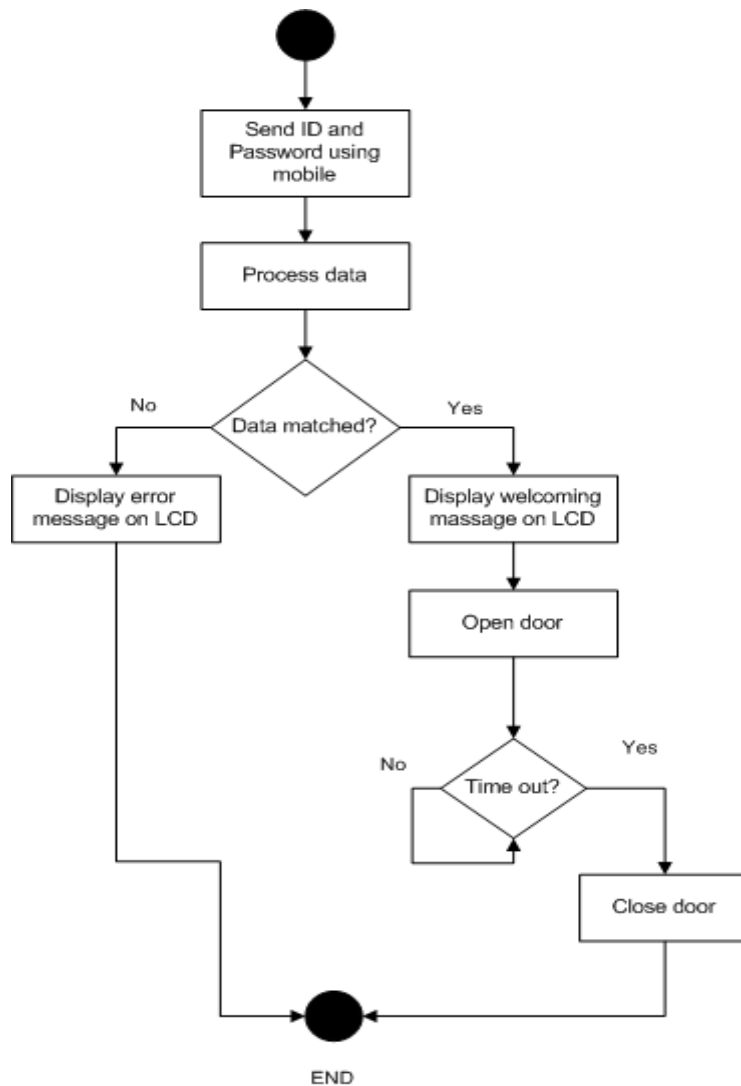 Send ID and
Password using
mobile
Process data
No
Data matched?
Yes
Display error
message on LCD
Display welcoming
massage on LCD
Open door
No
Time out?
Yes
Close door
END